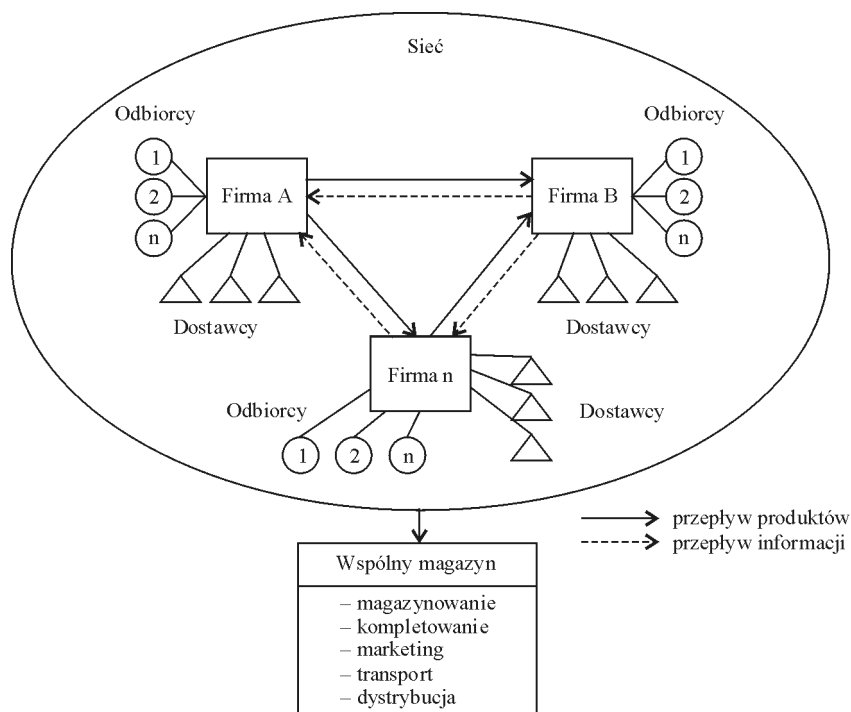 Sieć
Odbiorcy
Odbiorcy
1
2
n
Firma A
Firma B
1
2
n
Dostawcy
Dostawcy
Firma n
Odbiorcy
1
2
n
Dostawcy
przepływ produktów
przepływ informacji
Wspólny magazyn
– magazynowanie
– kompletowanie
– marketing
– transport
– dystrybucja